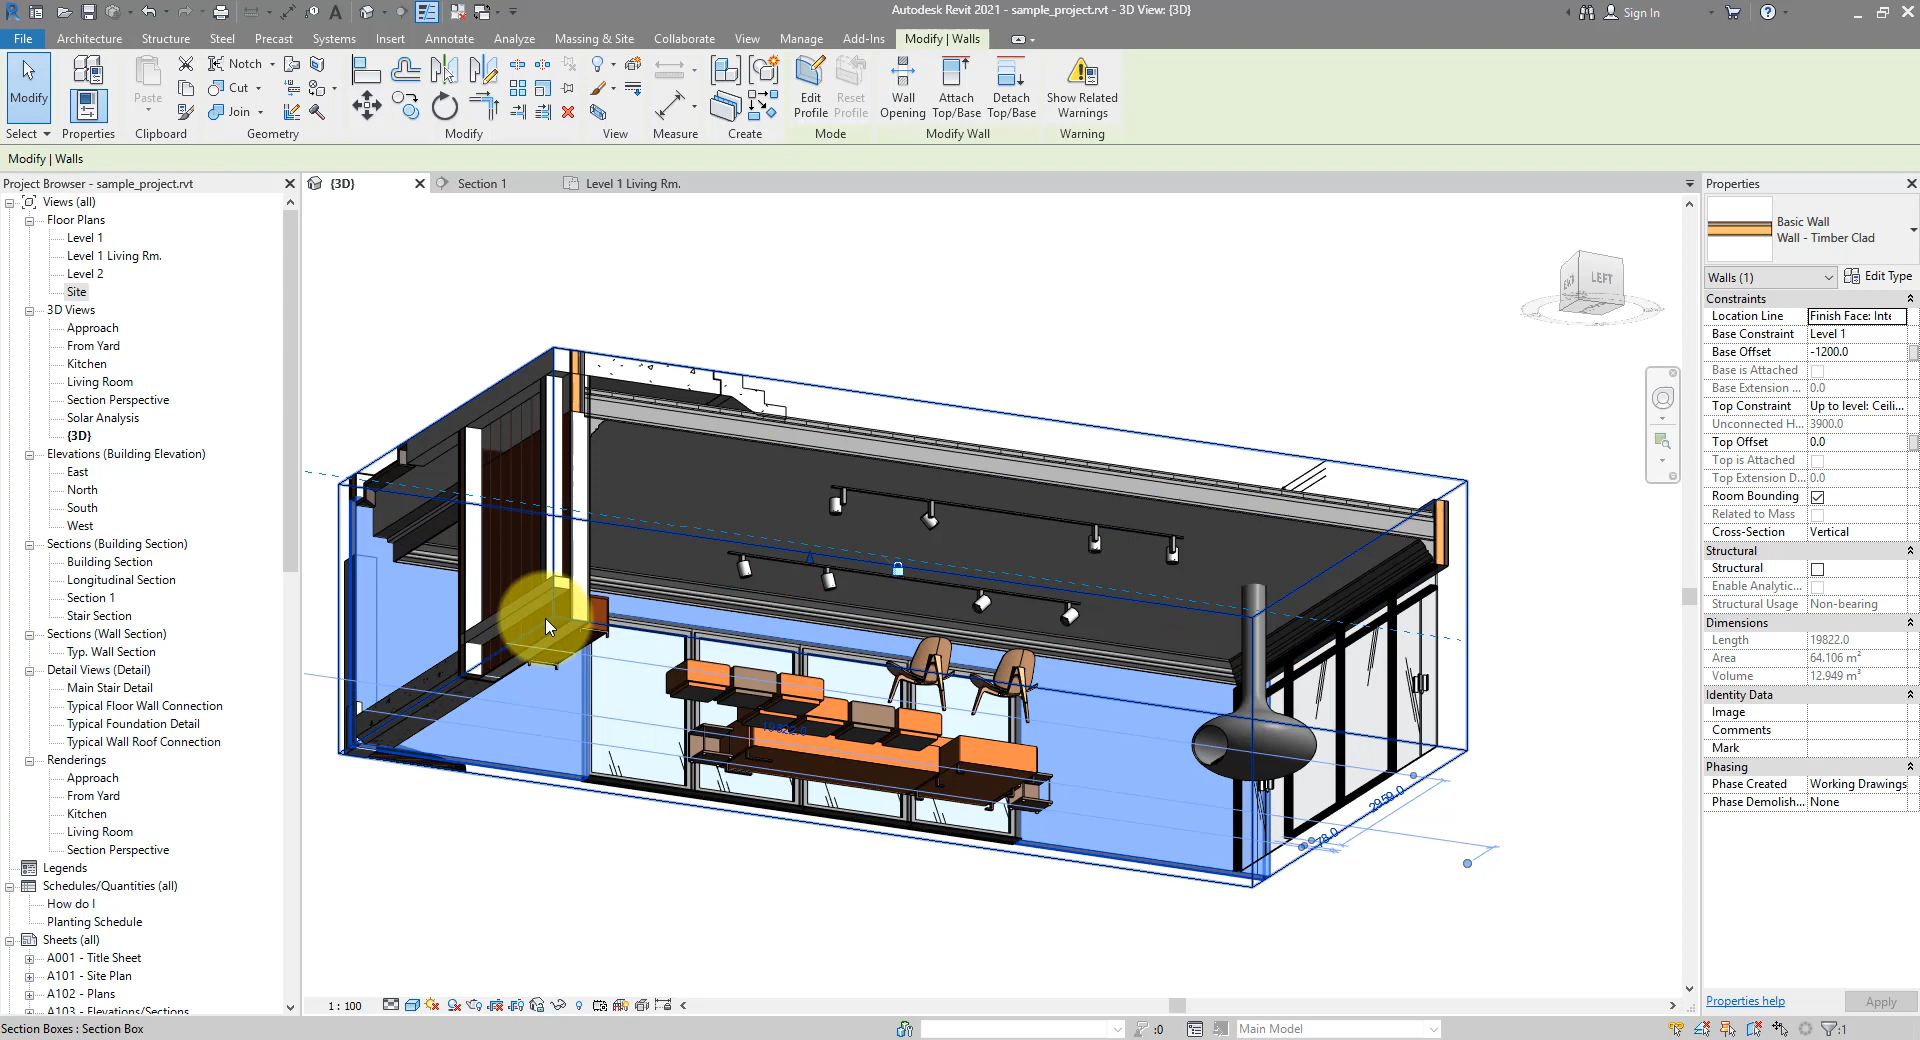 Autodesk Revit 2021 - sample_project.rvt - 3D View: {3D}
Sign In
File Architecture Structure Steel Precast Systems Insert Annotate Analyze Massing & Site Collaborate View Manage Add-Ins Modify | Walls
Modify
Select
Properties
Paste
Clipboard
Notch
Cut
Join
Geometry
Modify
View
Measure
Create
Edit Profile
Reset Profile
Mode
Wall Opening
Attach Top/Base
Detach Top/Base
Modify Wall
Show Related Warnings
Warning
Modify | Walls
Project Browser - sample_project.rvt
Views (all)
Floor Plans
Level 1
Level 1 Living Rm.
Level 2
Site
3D Views
Approach
From Yard
Kitchen
Living Room
Section Perspective
Solar Analysis
{3D}
Elevations (Building Elevation)
East
North
South
West
Sections (Building Section)
Building Section
Longitudinal Section
Section 1
Stair Section
Sections (Wall Section)
Typ. Wall Section
Detail Views (Detail)
Main Stair Detail
Typical Floor Wall Connection
Typical Foundation Detail
Typical Wall Roof Connection
Renderings
Approach
From Yard
Kitchen
Living Room
Section Perspective
Legends
Schedules/Quantities (all)
How do I
Planting Schedule
Sheets (all)
A001 - Title Sheet
A101 - Site Plan
A102 - Plans
A103 - Elevations/Sections
{3D}
Section 1
Level 1 Living Rm.
LEFT
19822.0
2959.0
78.0
1 : 100
Properties
Basic Wall
Wall - Timber Clad
Walls (1)
Edit Type
Constraints
Location Line Finish Face: Inte
Base Constraint Level 1
Base Offset -1200.0
Base is Attached
Base Extension ... 0.0
Top Constraint Up to level: Ceili...
Unconnected H... 3900.0
Top Offset 0.0
Top is Attached
Top Extension D... 0.0
Room Bounding
Related to Mass
Cross-Section Vertical
Structural
Structural
Enable Analytic...
Structural Usage Non-bearing
Dimensions
Length 19822.0
Area 64.106 m²
Volume 12.949 m³
Identity Data
Image
Comments
Mark
Phasing
Phase Created Working Drawings
Phase Demolish... None
Properties help
Apply
Section Boxes : Section Box
:0
Main Model
:1